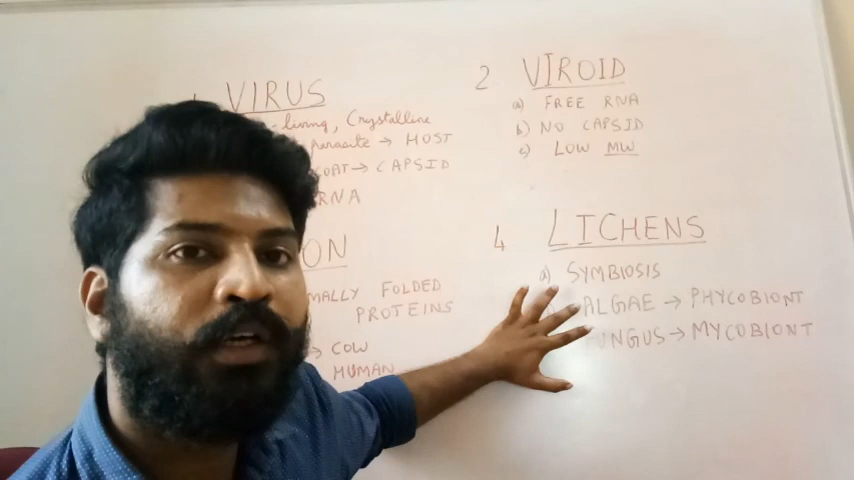 VIRUS
living, Crystalline
parasite → HOST
COAT → CAPSID
RNA
2 VIROID
a) FREE RNA
b) NO CAPSID
c) LOW MW
ON
MALLY FOLDED
PROTEINS
→ COW
HUMAN
4 LICHENS
a) SYMBIOSIS
ALGAE → PHYCOBIONT
FUNGUS → MYCOBIONT